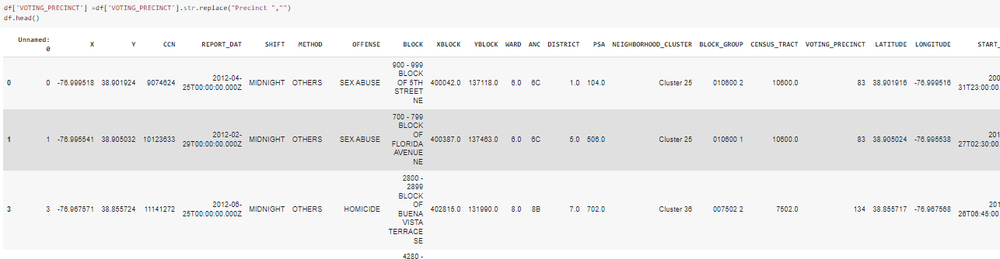 df['VOTING_PRECINCT'] =df['VOTING_PRECINCT'].str.replace("Precinct ","")
df.head()
Unnamed: 0 X Y CCN REPORT_DAT SHIFT METHOD OFFENSE BLOCK XBLOCK YBLOCK WARD ANC DISTRICT PSA NEIGHBORHOOD_CLUSTER BLOCK_GROUP CENSUS_TRACT VOTING_PRECINCT LATITUDE LONGITUDE START_
0 0 -76.999518 38.901924 9074624 2012-04-25T00:00:00.000Z MIDNIGHT OTHERS SEX ABUSE 900 - 999 BLOCK OF 5TH STREET NE 400042.0 137118.0 6.0 6C 1.0 104.0 Cluster 25 010600 2 10600.0 83 38.901916 -76.999516 200 31T23:00:00
1 1 -76.995541 38.905032 10123633 2012-02-29T00:00:00.000Z MIDNIGHT OTHERS SEX ABUSE 700 - 799 BLOCK OF FLORIDA AVENUE NE 400387.0 137463.0 6.0 6C 5.0 506.0 Cluster 25 010600 1 10600.0 83 38.905024 -76.995538 201 27T02:30:00
3 3 -76.967571 38.855724 11141272 2012-06-25T00:00:00.000Z MIDNIGHT OTHERS HOMICIDE 2800 - 2899 BLOCK OF BUENA VISTA TERRACE SE 402815.0 131990.0 8.0 8B 7.0 702.0 Cluster 36 007502 2 7502.0 134 38.855717 -76.967568 201 26T06:45:00
4280 -